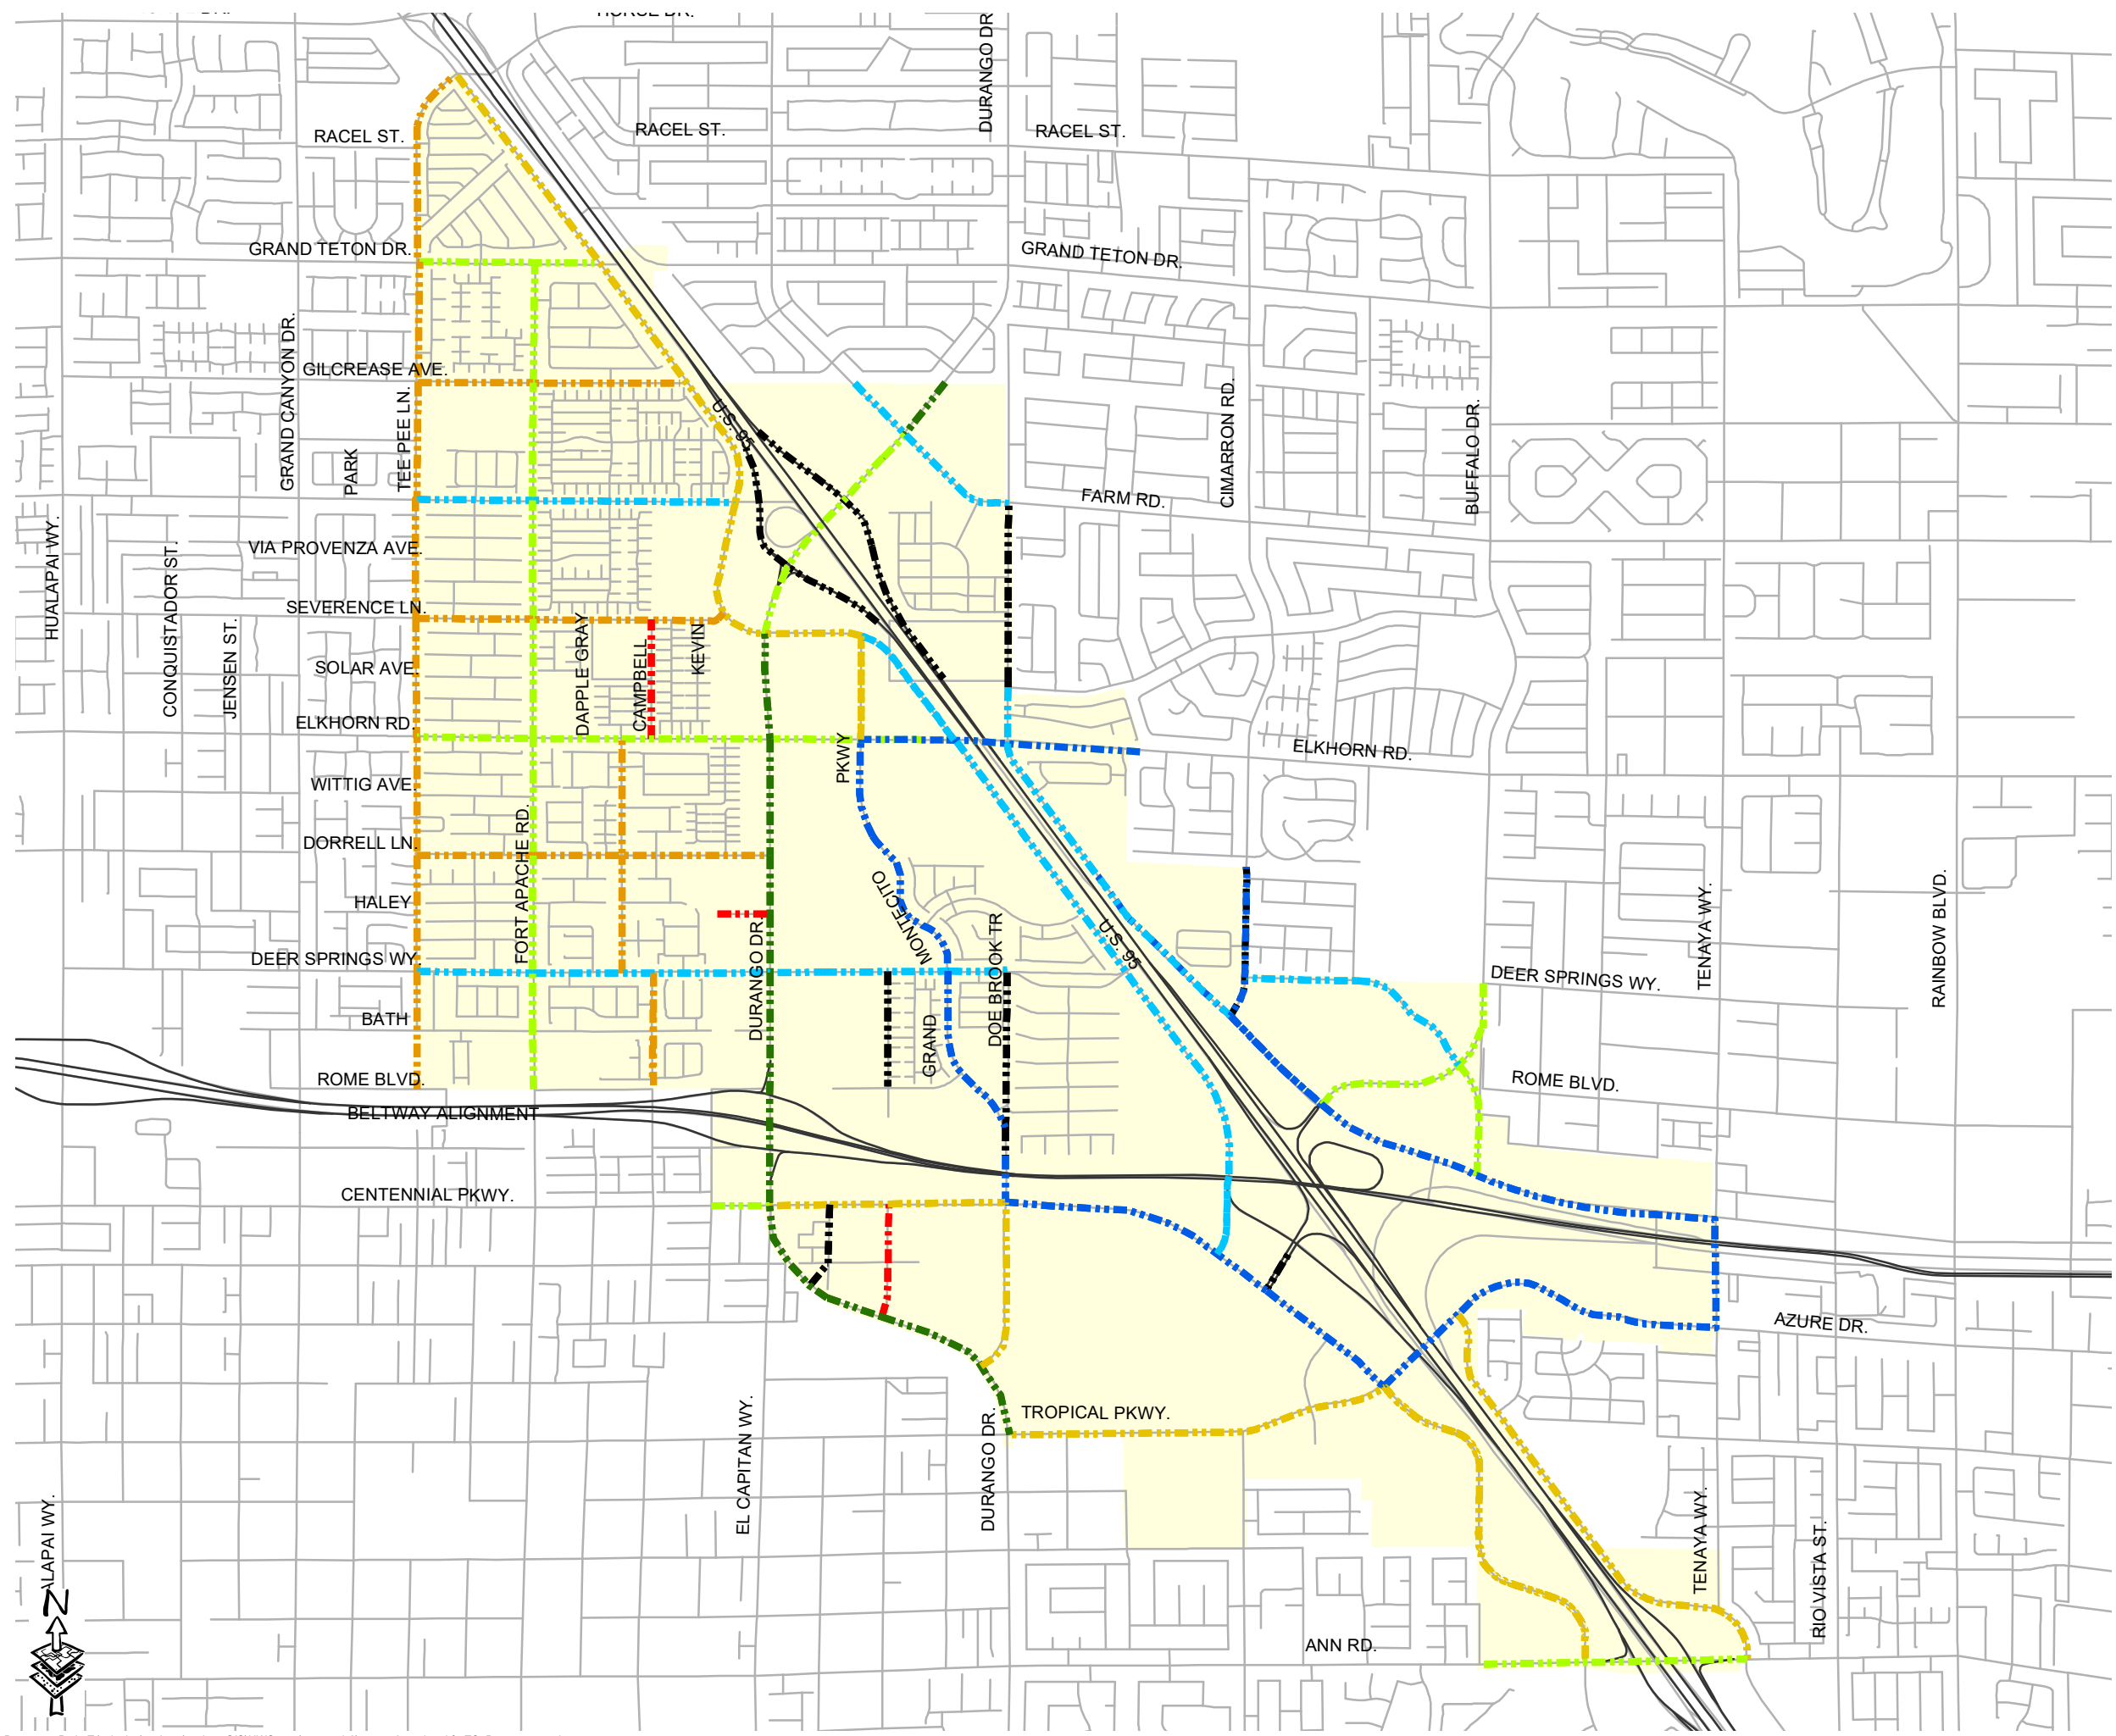 DURANGO DR.
RACEL ST.
RACEL ST.
RACEL ST.
GRAND TETON DR.
GRAND TETON DR.
GRAND CANYON DR.
GILCREASE AVE.
TEE PEE LN.
PARK
U.S. 95
CIMARRON RD.
BUFFALO DR.
FARM RD.
HUALAPAI WY.
CONQUISTADOR ST.
JENSEN ST.
VIA PROVENZA AVE.
SEVERENCE LN.
DAPPLE GRAY
CAMPBELL
KEVIN
SOLAR AVE.
ELKHORN RD.
ELKHORN RD.
PKWY
WITTIG AVE.
FORT APACHE RD.
DORRELL LN.
HALEY
MONTECITO
DURANGO DR.
DOE BROOK TR
U.S. 95
TENAYA WY.
RAINBOW BLVD.
DEER SPRINGS WY.
DEER SPRINGS WY.
BATH
GRAND
ROME BLVD.
ROME BLVD.
BELTWAY ALIGNMENT
CENTENNIAL PKWY.
AZURE DR.
TROPICAL PKWY.
EL CAPITAN WY.
DURANGO DR.
TENAYA WY.
RIO VISTA ST.
ALAPAI WY.
N
ANN RD.